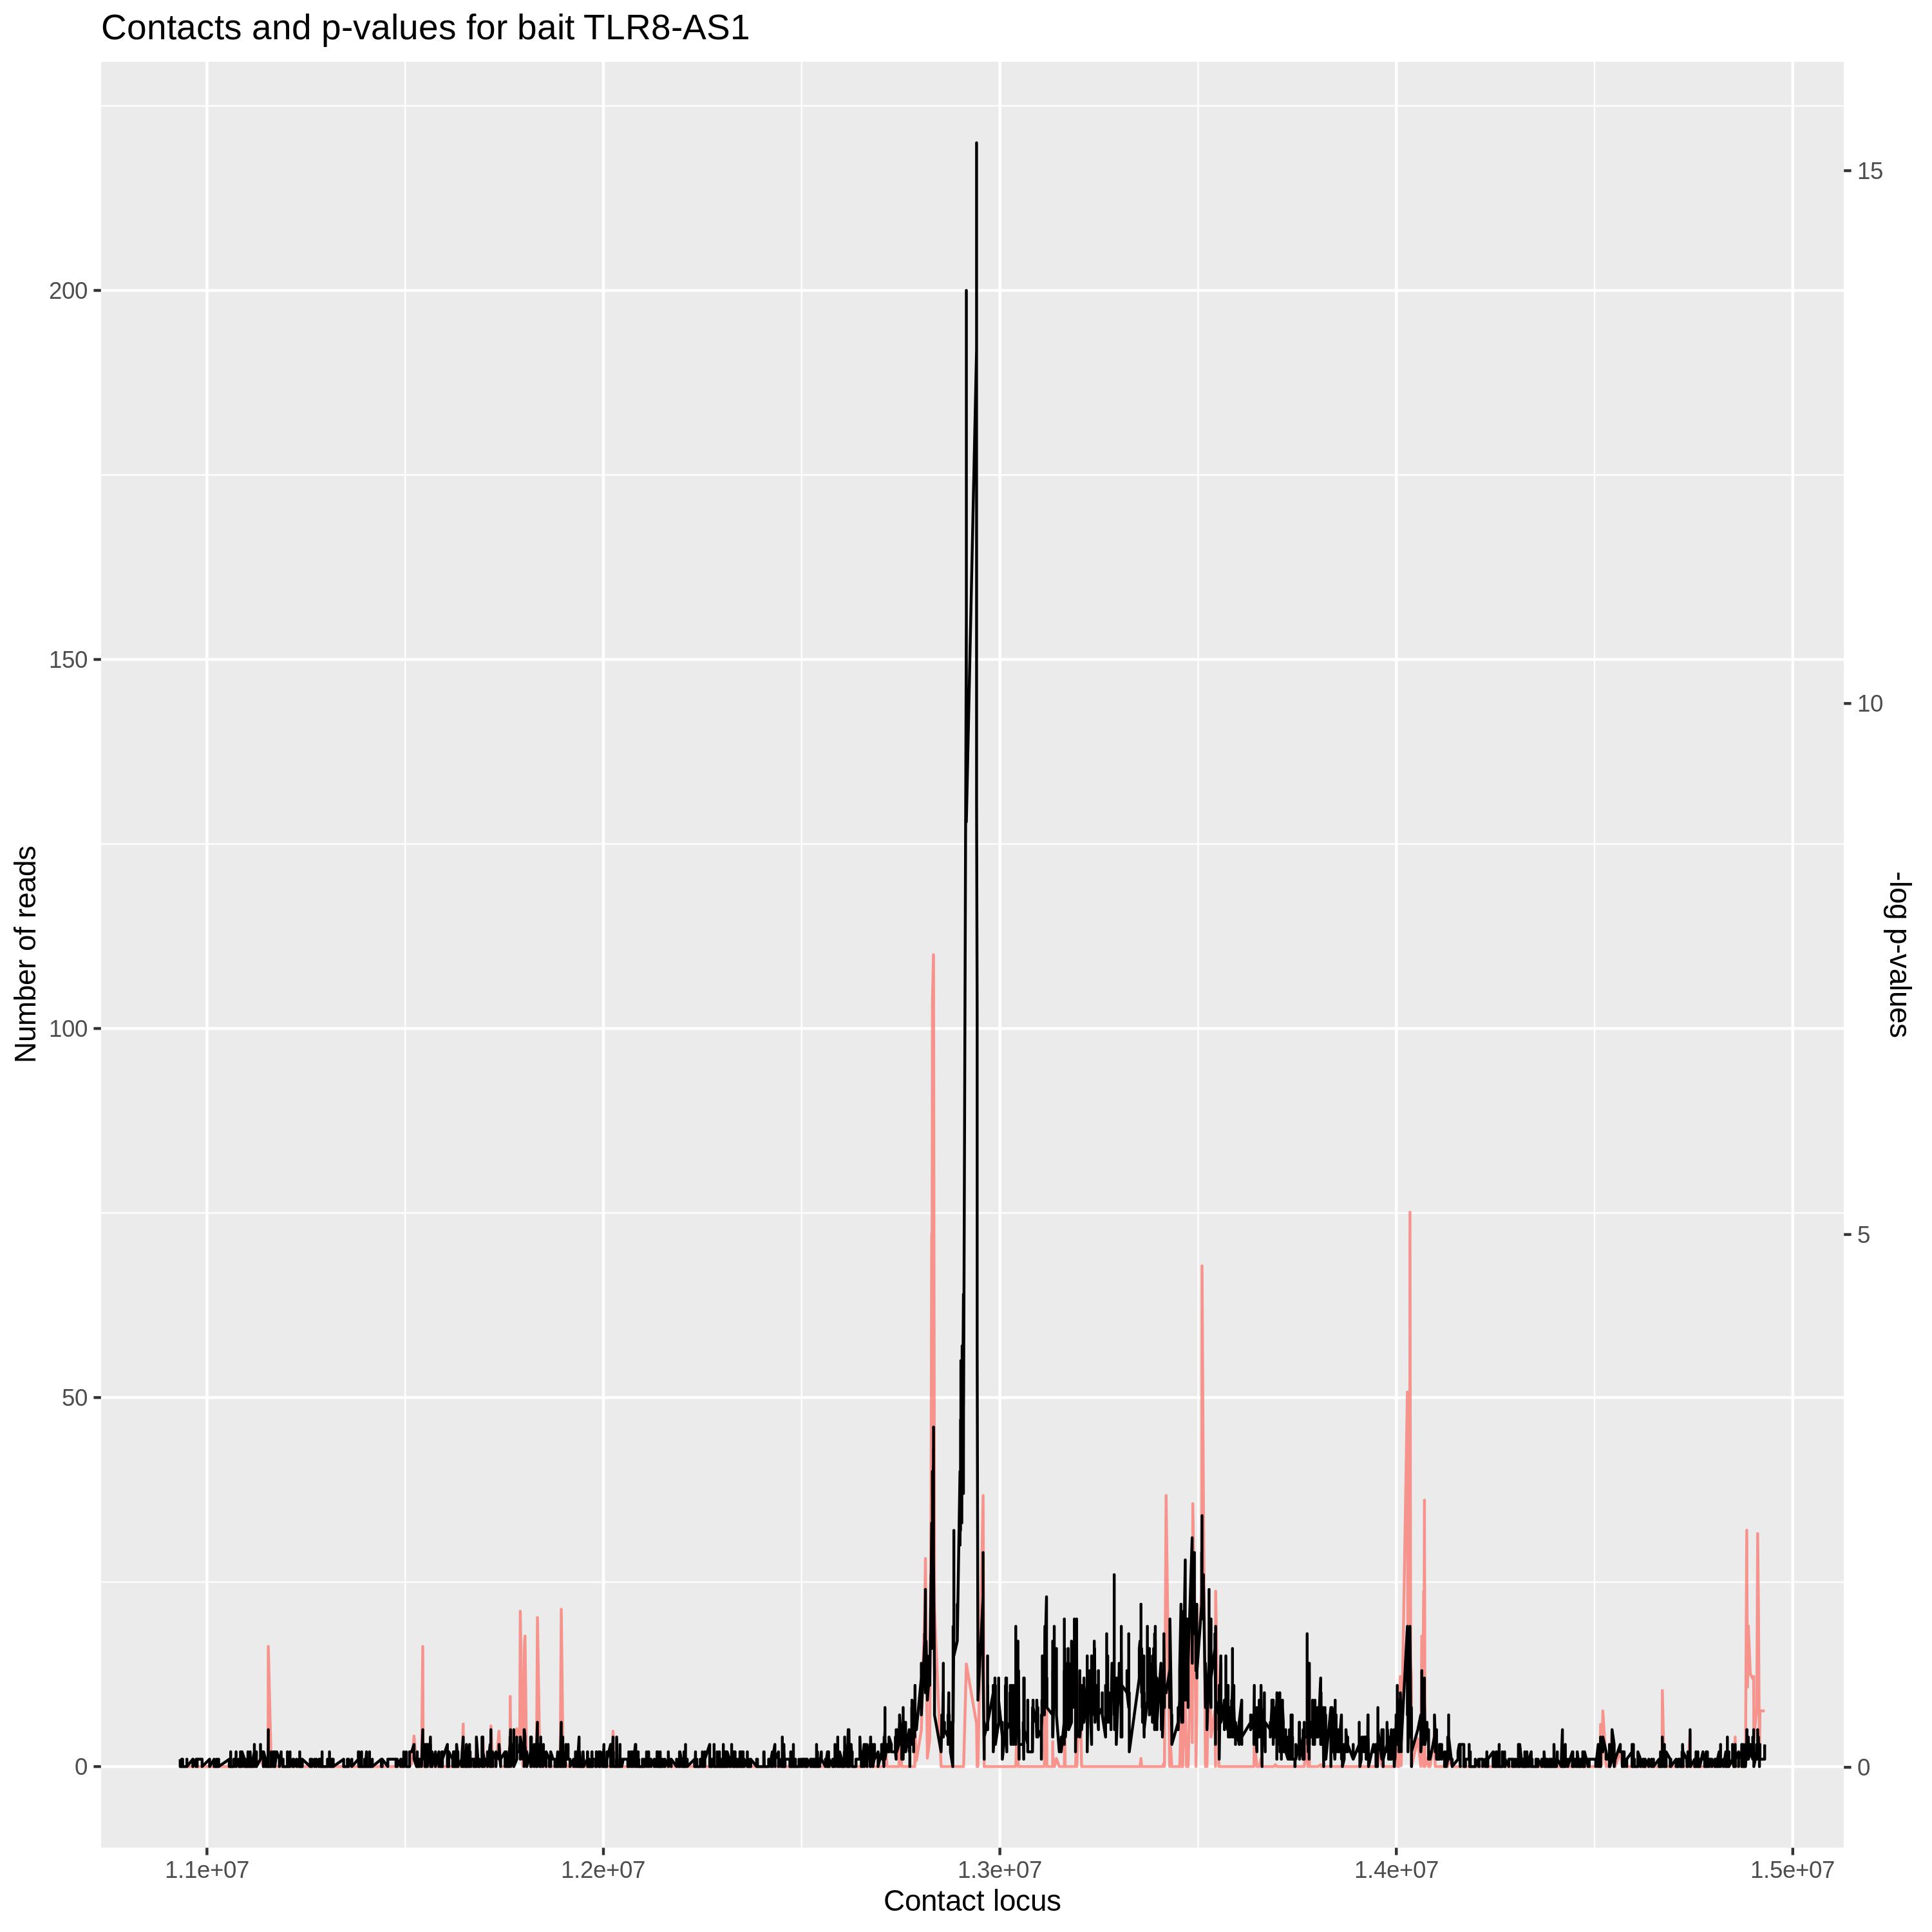 Contacts and p-values for bait TLR8-AS1
Number of reads
200
150
100
50
0
15
10
5
0
-log p-values
1.1e+07 1.2e+07 1.3e+07 1.4e+07 1.5e+07
Contact locus